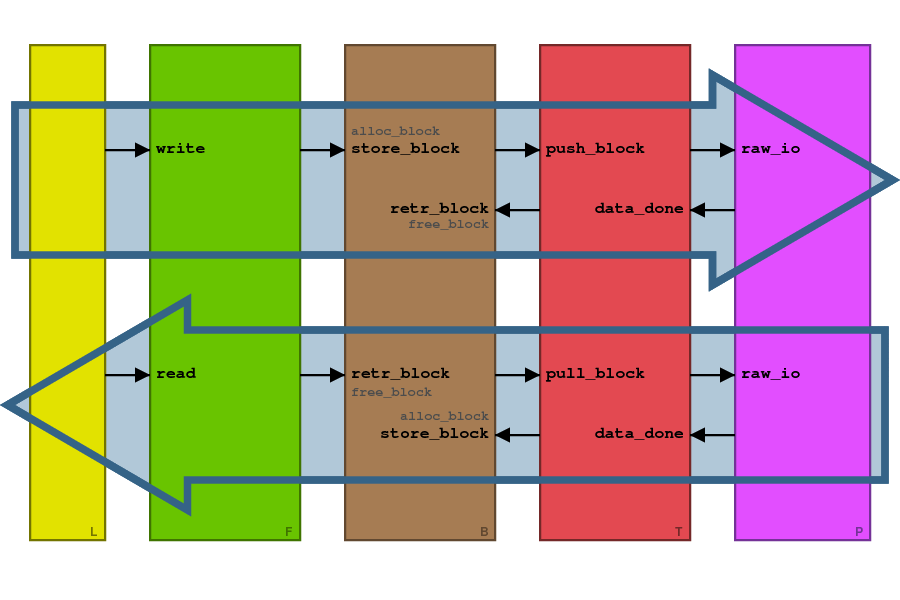 alloc_block
write store_block push_block raw_io
retr_block data_done
free_block
read retr_block pull_block raw_io
free_block
alloc_block
store_block data_done
L F B T P